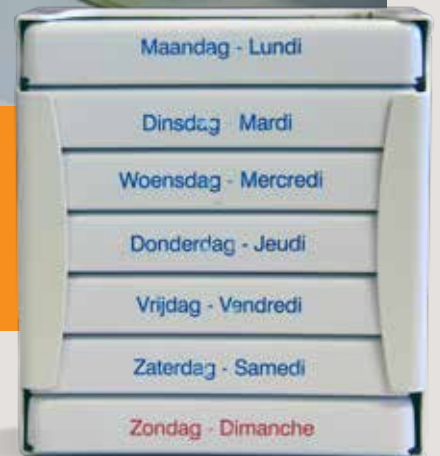 Maandag - Lundi
Dinsdag - Mardi
Woensdag - Mercredi
Donderdag - Jeudi
Vrijdag - Vendredi
Zaterdag - Samedi
Zondag - Dimanche